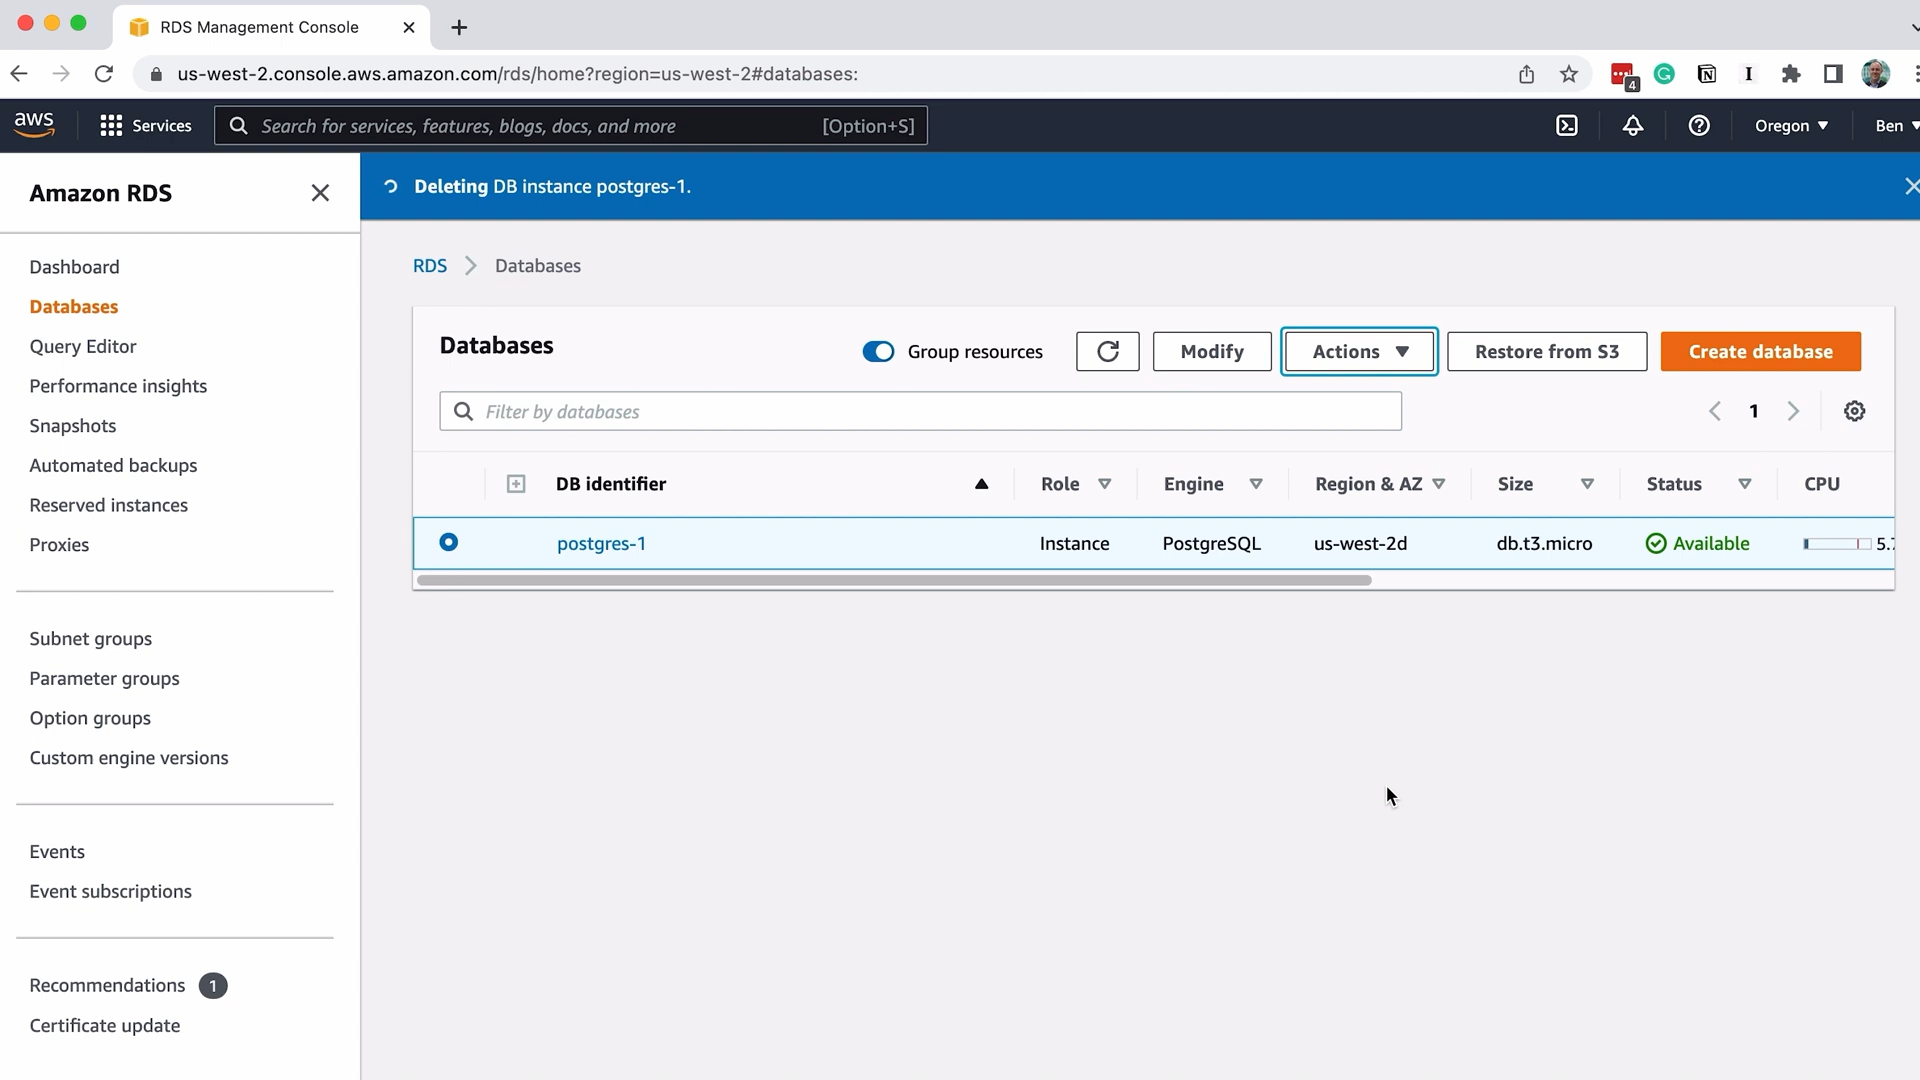 RDS Management Console
us-west-2.console.aws.amazon.com/rds/home?region=us-west-2#databases:
4
N
I
aws
Services
Search for services, features, blogs, docs, and more [Option+S]
Oregon
Ben
Amazon RDS
Deleting DB instance postgres-1.
Dashboard
Databases
Query Editor
Performance insights
Snapshots
Automated backups
Reserved instances
Proxies
Subnet groups
Parameter groups
Option groups
Custom engine versions
Events
Event subscriptions
Recommendations 1
Certificate update
RDS > Databases
Databases
Group resources
Modify
Actions
Restore from S3
Create database
Filter by databases
1
DB identifier Role Engine Region & AZ Size Status CPU
postgres-1 Instance PostgreSQL us-west-2d db.t3.micro Available